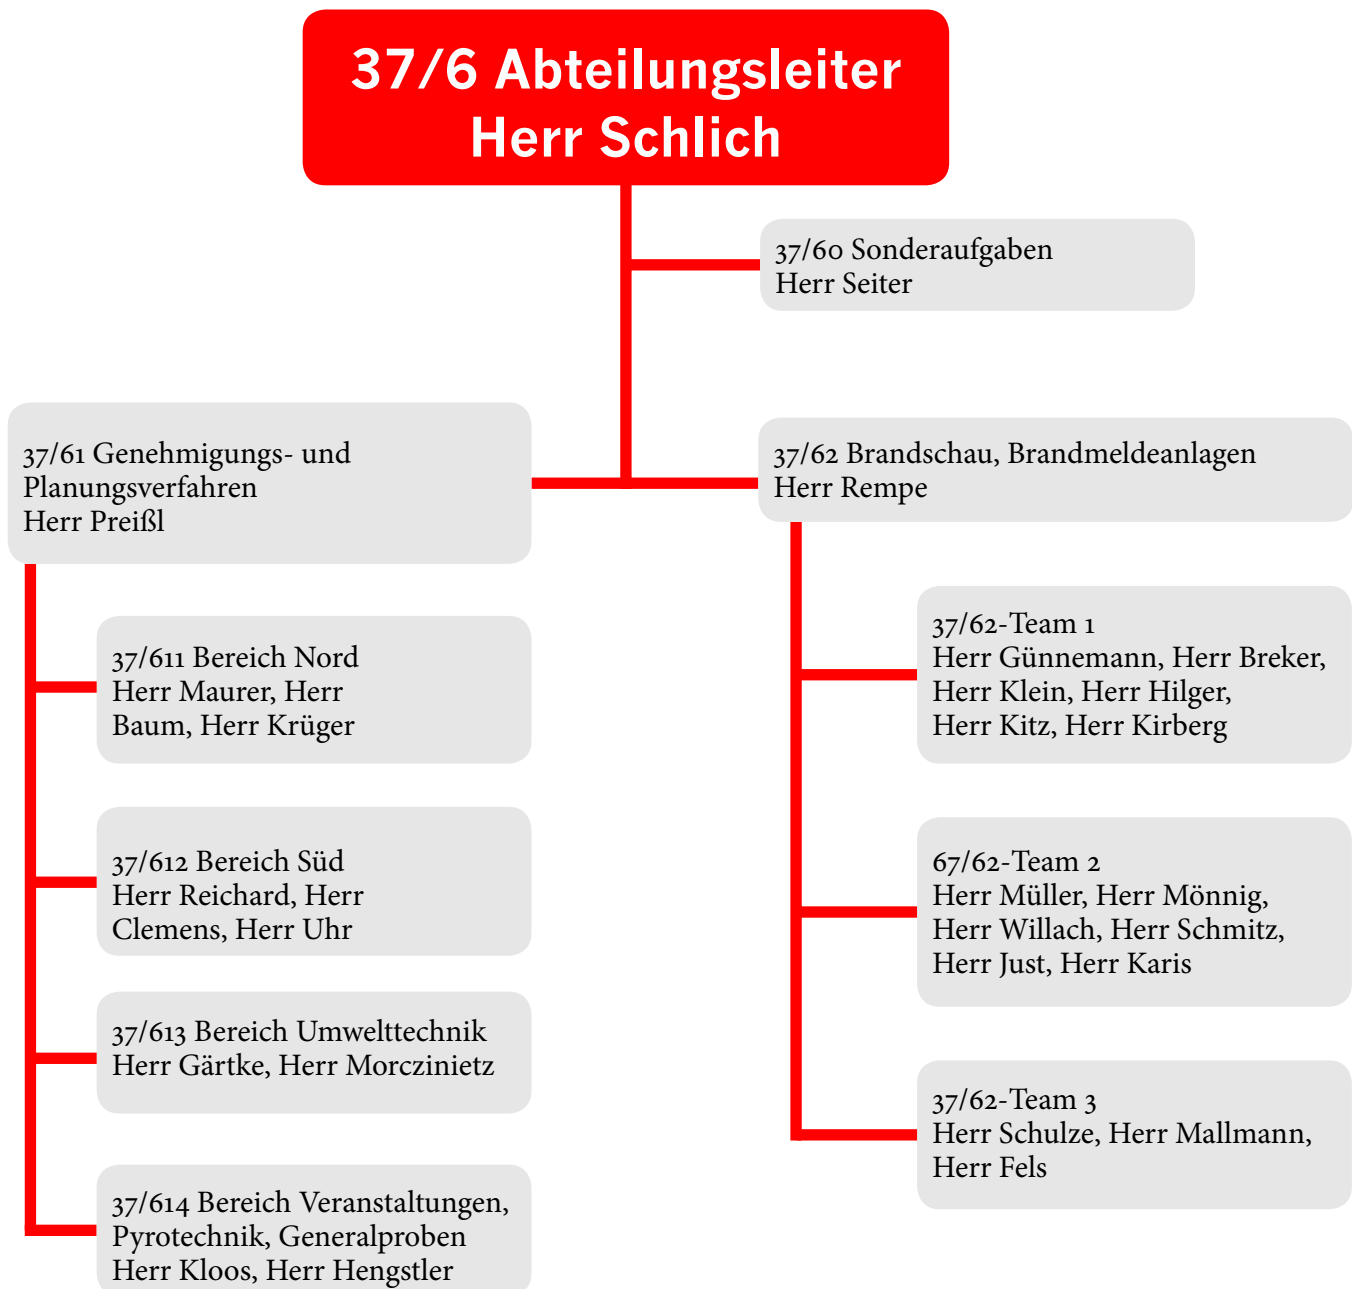 37/6 Abteilungsleiter
Herr Schlich
37/60 Sonderaufgaben
Herr Seiter
37/61 Genehmigungs- und
Planungsverfahren
Herr Preißl
37/62 Brandschau, Brandmeldeanlagen
Herr Rempe
37/611 Bereich Nord
Herr Maurer, Herr
Baum, Herr Krüger
37/612 Bereich Süd
Herr Reichard, Herr
Clemens, Herr Uhr
37/613 Bereich Umwelttechnik
Herr Gärtke, Herr Morczinietz
37/614 Bereich Veranstaltungen,
Pyrotechnik, Generalproben
Herr Kloos, Herr Hengstler
37/62-Team 1
Herr Günnemann, Herr Breker,
Herr Klein, Herr Hilger,
Herr Kitz, Herr Kirberg
67/62-Team 2
Herr Müller, Herr Mönnig,
Herr Willach, Herr Schmitz,
Herr Just, Herr Karis
37/62-Team 3
Herr Schulze, Herr Mallmann,
Herr Fels